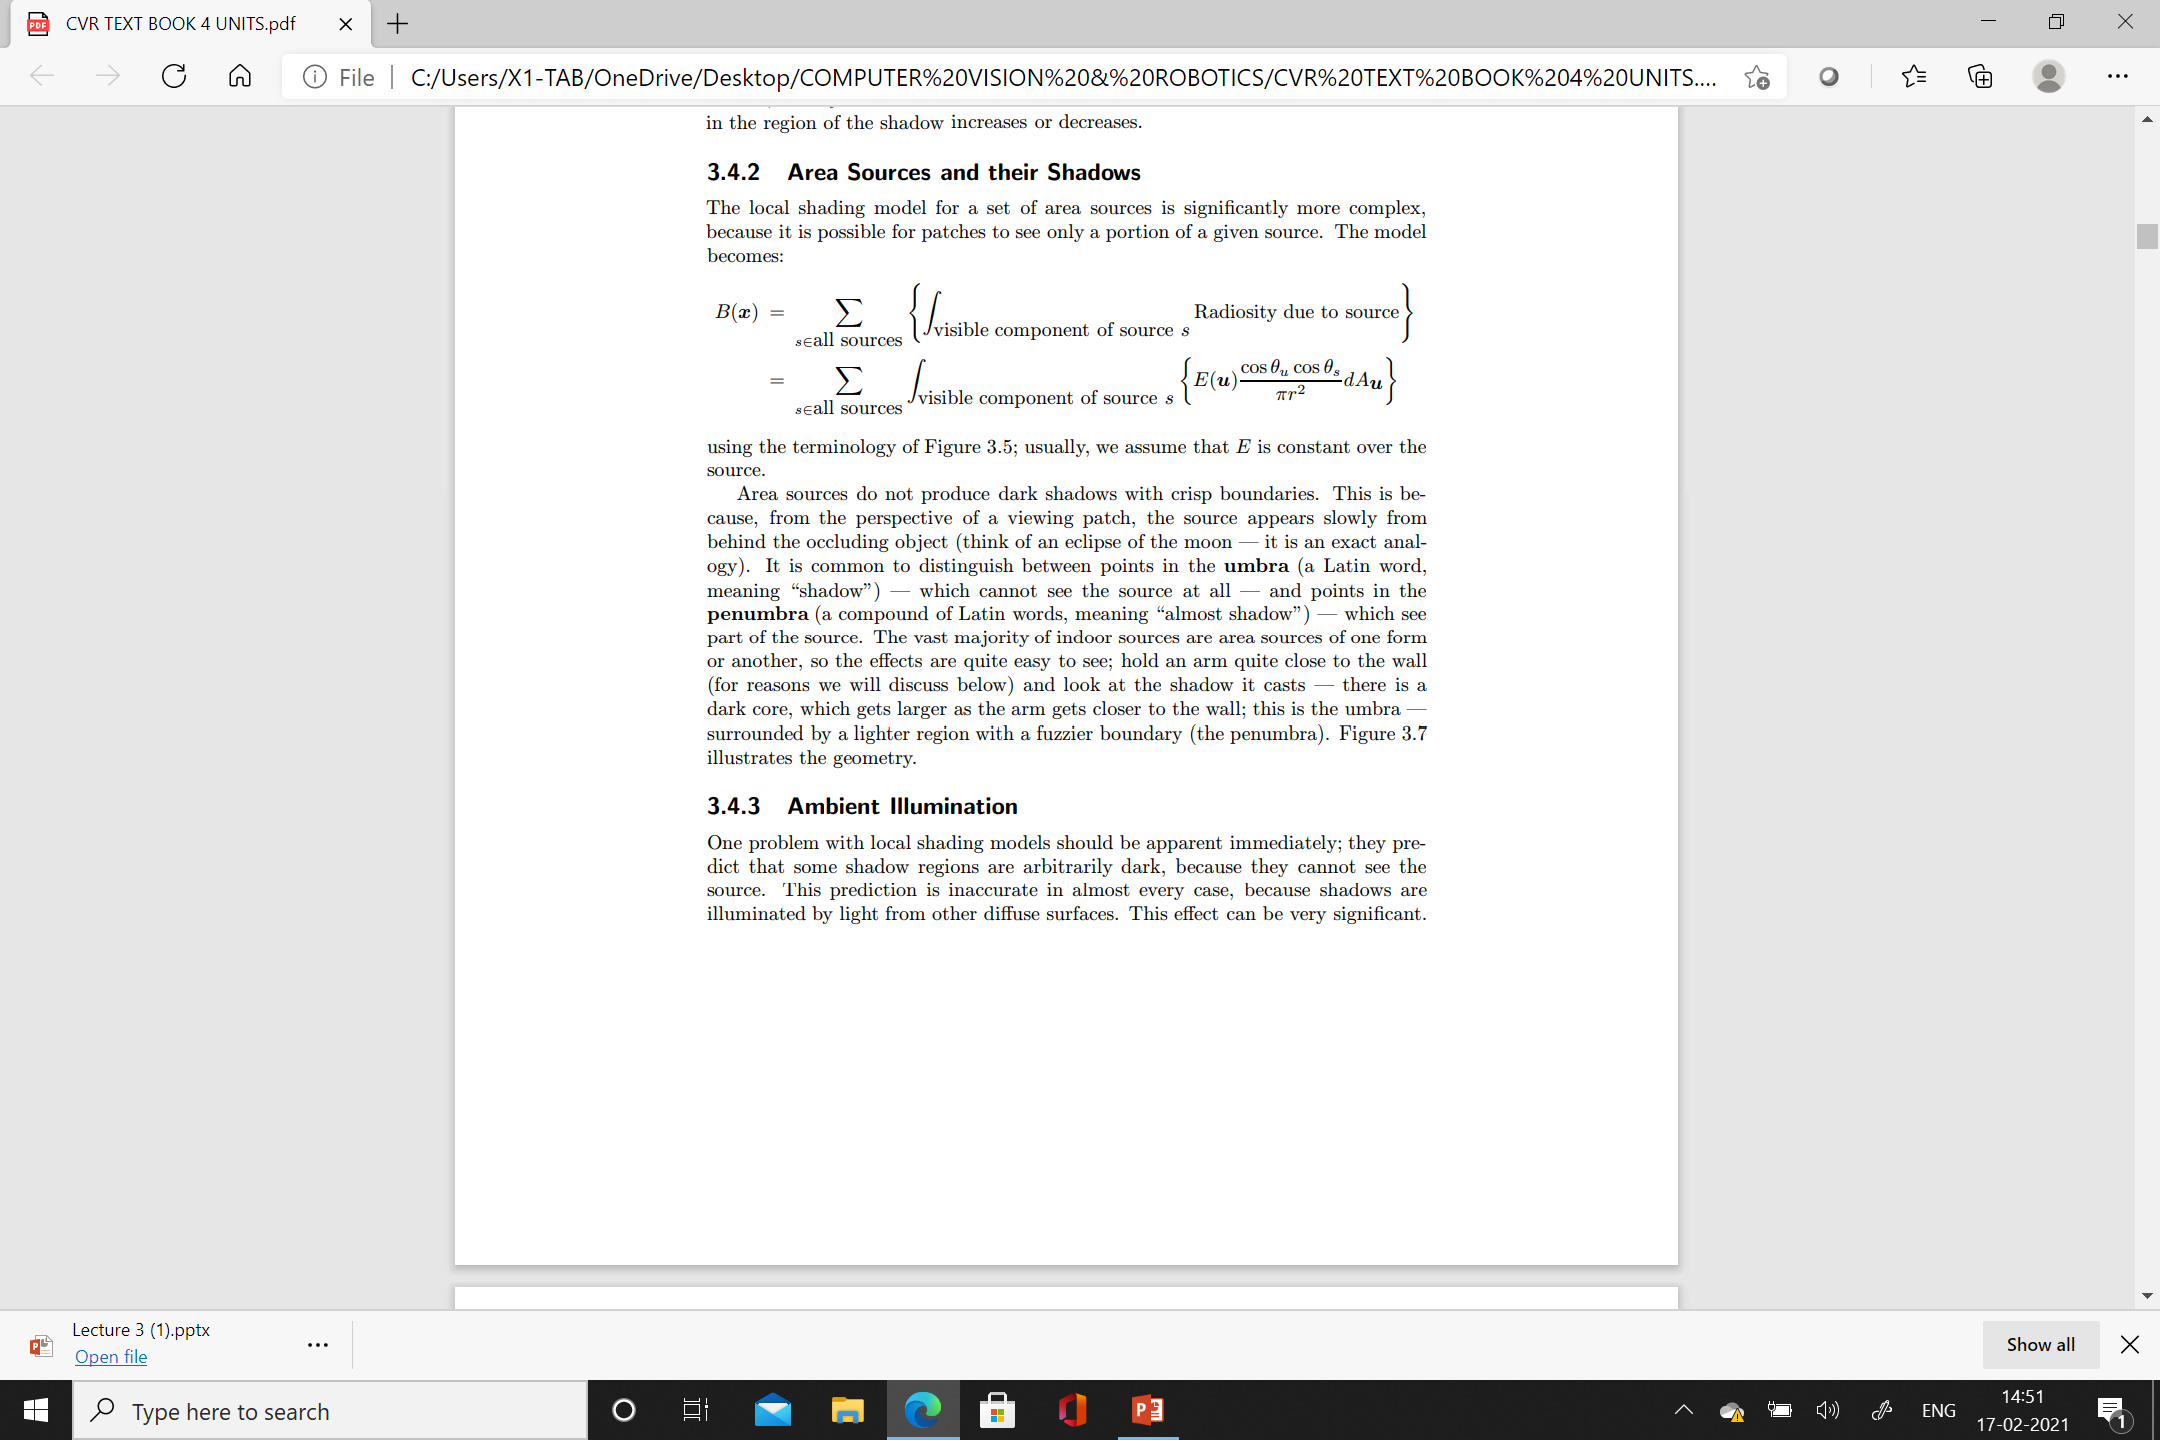 CVR TEXT BOOK 4 UNITS.pdf
File
C:/Users/X1-TAB/OneDrive/Desktop/COMPUTER%20VISION%20&%20ROBOTICS/CVR%20TEXT%20BOOK%204%20UNITS....
in the region of the shadow increases or decreases.
3.4.2 Area Sources and their Shadows
The local shading model for a set of area sources is significantly more complex,
because it is possible for patches to see only a portion of a given source. The model
becomes:
B(x) = ∑ s∈all sources { ∫ visible component of source s Radiosity due to source }
= ∑ s∈all sources ∫ visible component of source s { E(u) cos θu cos θs / πr² dAu }
using the terminology of Figure 3.5; usually, we assume that E is constant over the
source.
Area sources do not produce dark shadows with crisp boundaries. This is be-
cause, from the perspective of a viewing patch, the source appears slowly from
behind the occluding object (think of an eclipse of the moon — it is an exact anal-
ogy). It is common to distinguish between points in the umbra (a Latin word,
meaning “shadow”) — which cannot see the source at all — and points in the
penumbra (a compound of Latin words, meaning “almost shadow”) — which see
part of the source. The vast majority of indoor sources are area sources of one form
or another, so the effects are quite easy to see; hold an arm quite close to the wall
(for reasons we will discuss below) and look at the shadow it casts — there is a
dark core, which gets larger as the arm gets closer to the wall; this is the umbra —
surrounded by a lighter region with a fuzzier boundary (the penumbra). Figure 3.7
illustrates the geometry.
3.4.3 Ambient Illumination
One problem with local shading models should be apparent immediately; they pre-
dict that some shadow regions are arbitrarily dark, because they cannot see the
source. This prediction is inaccurate in almost every case, because shadows are
illuminated by light from other diffuse surfaces. This effect can be very significant.
Lecture 3 (1).pptx
Open file
Show all
Type here to search
ENG
14:51
17-02-2021
1